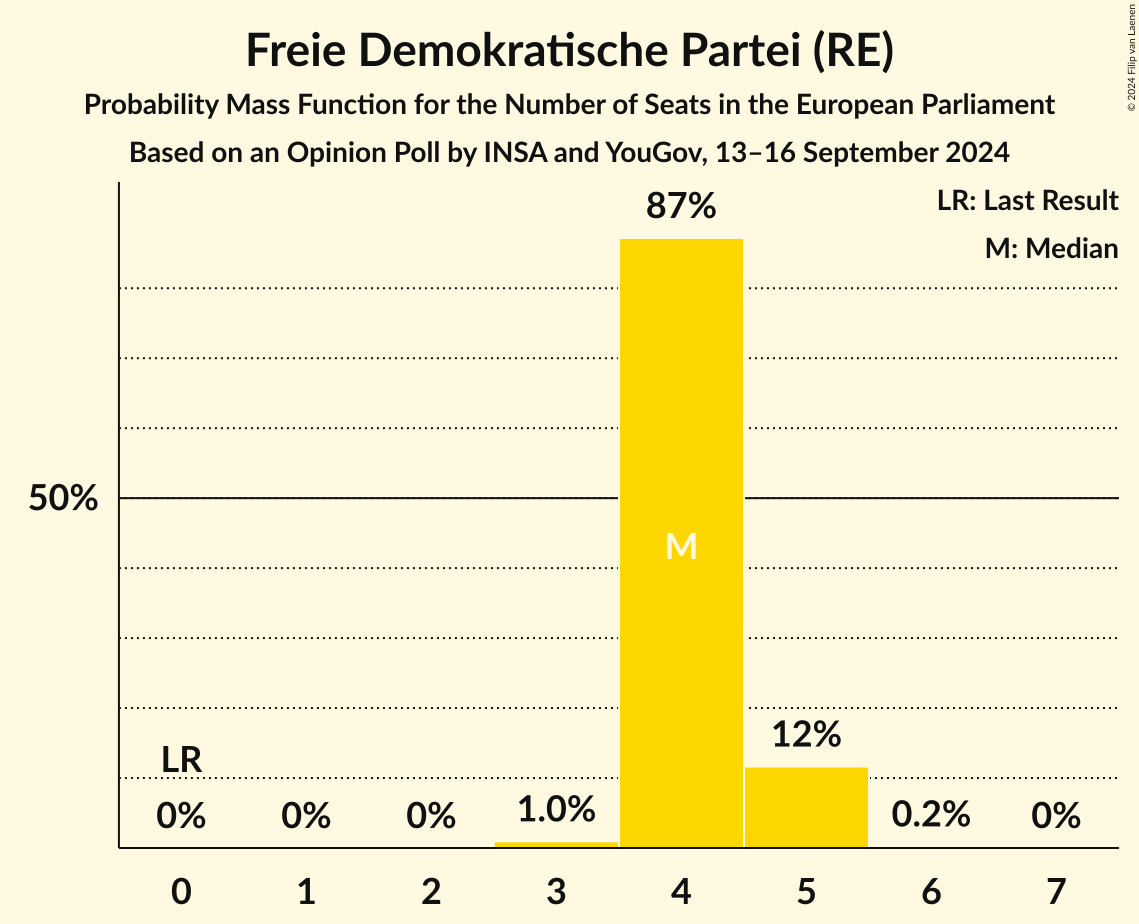 Freie Demokratische Partei (RE)
Probability Mass Function for the Number of Seats in the European Parliament
Based on an Opinion Poll by INSA and YouGov, 13–16 September 2024
© 2024 Filip van Laenen
LR: Last Result
M: Median
87%
50%
M
12%
LR
0%
0%
0%
1.0%
0.2%
0%
0
1
2
3
4
5
6
7